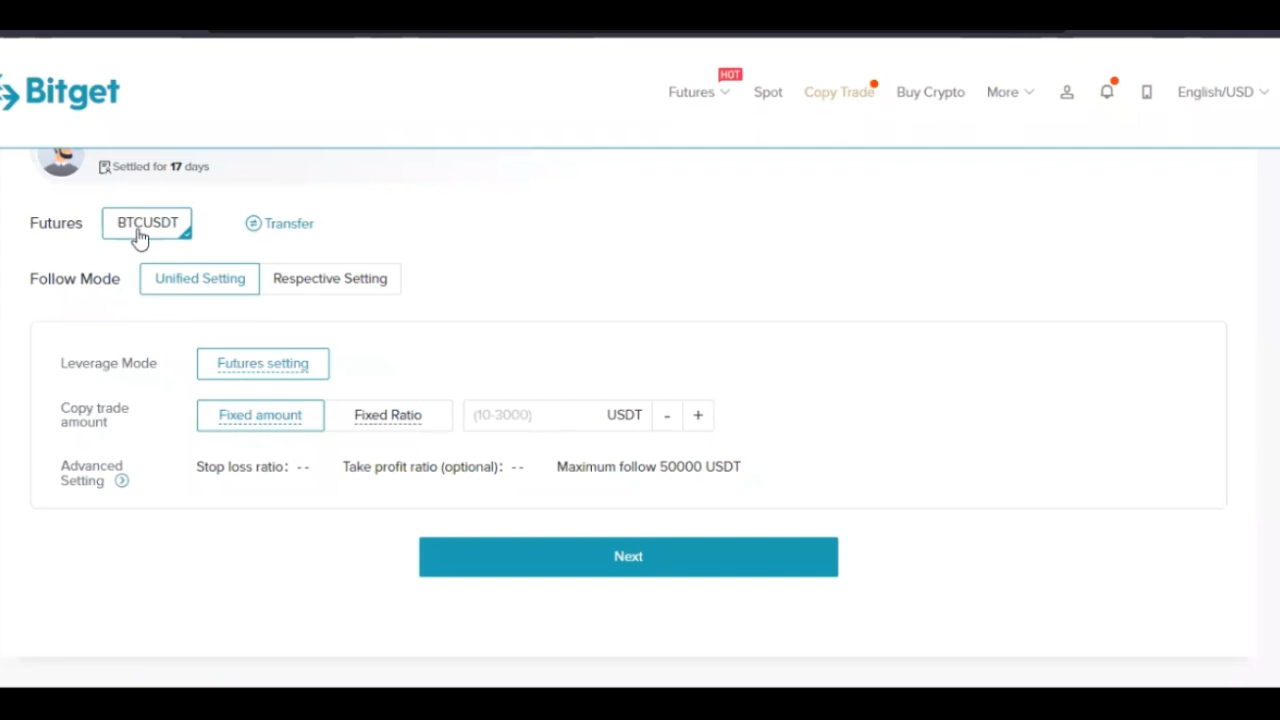 Bitget
HOT
Futures Spot Copy Trade Buy Crypto More English/USD
Settled for 17 days
Futures BTCUSDT Transfer
Follow Mode Unified Setting Respective Setting
Leverage Mode Futures setting
Copy trade
amount
Fixed amount Fixed Ratio (10-3000) USDT - +
Advanced
Setting
Stop loss ratio: -- Take profit ratio (optional): -- Maximum follow 50000 USDT
Next